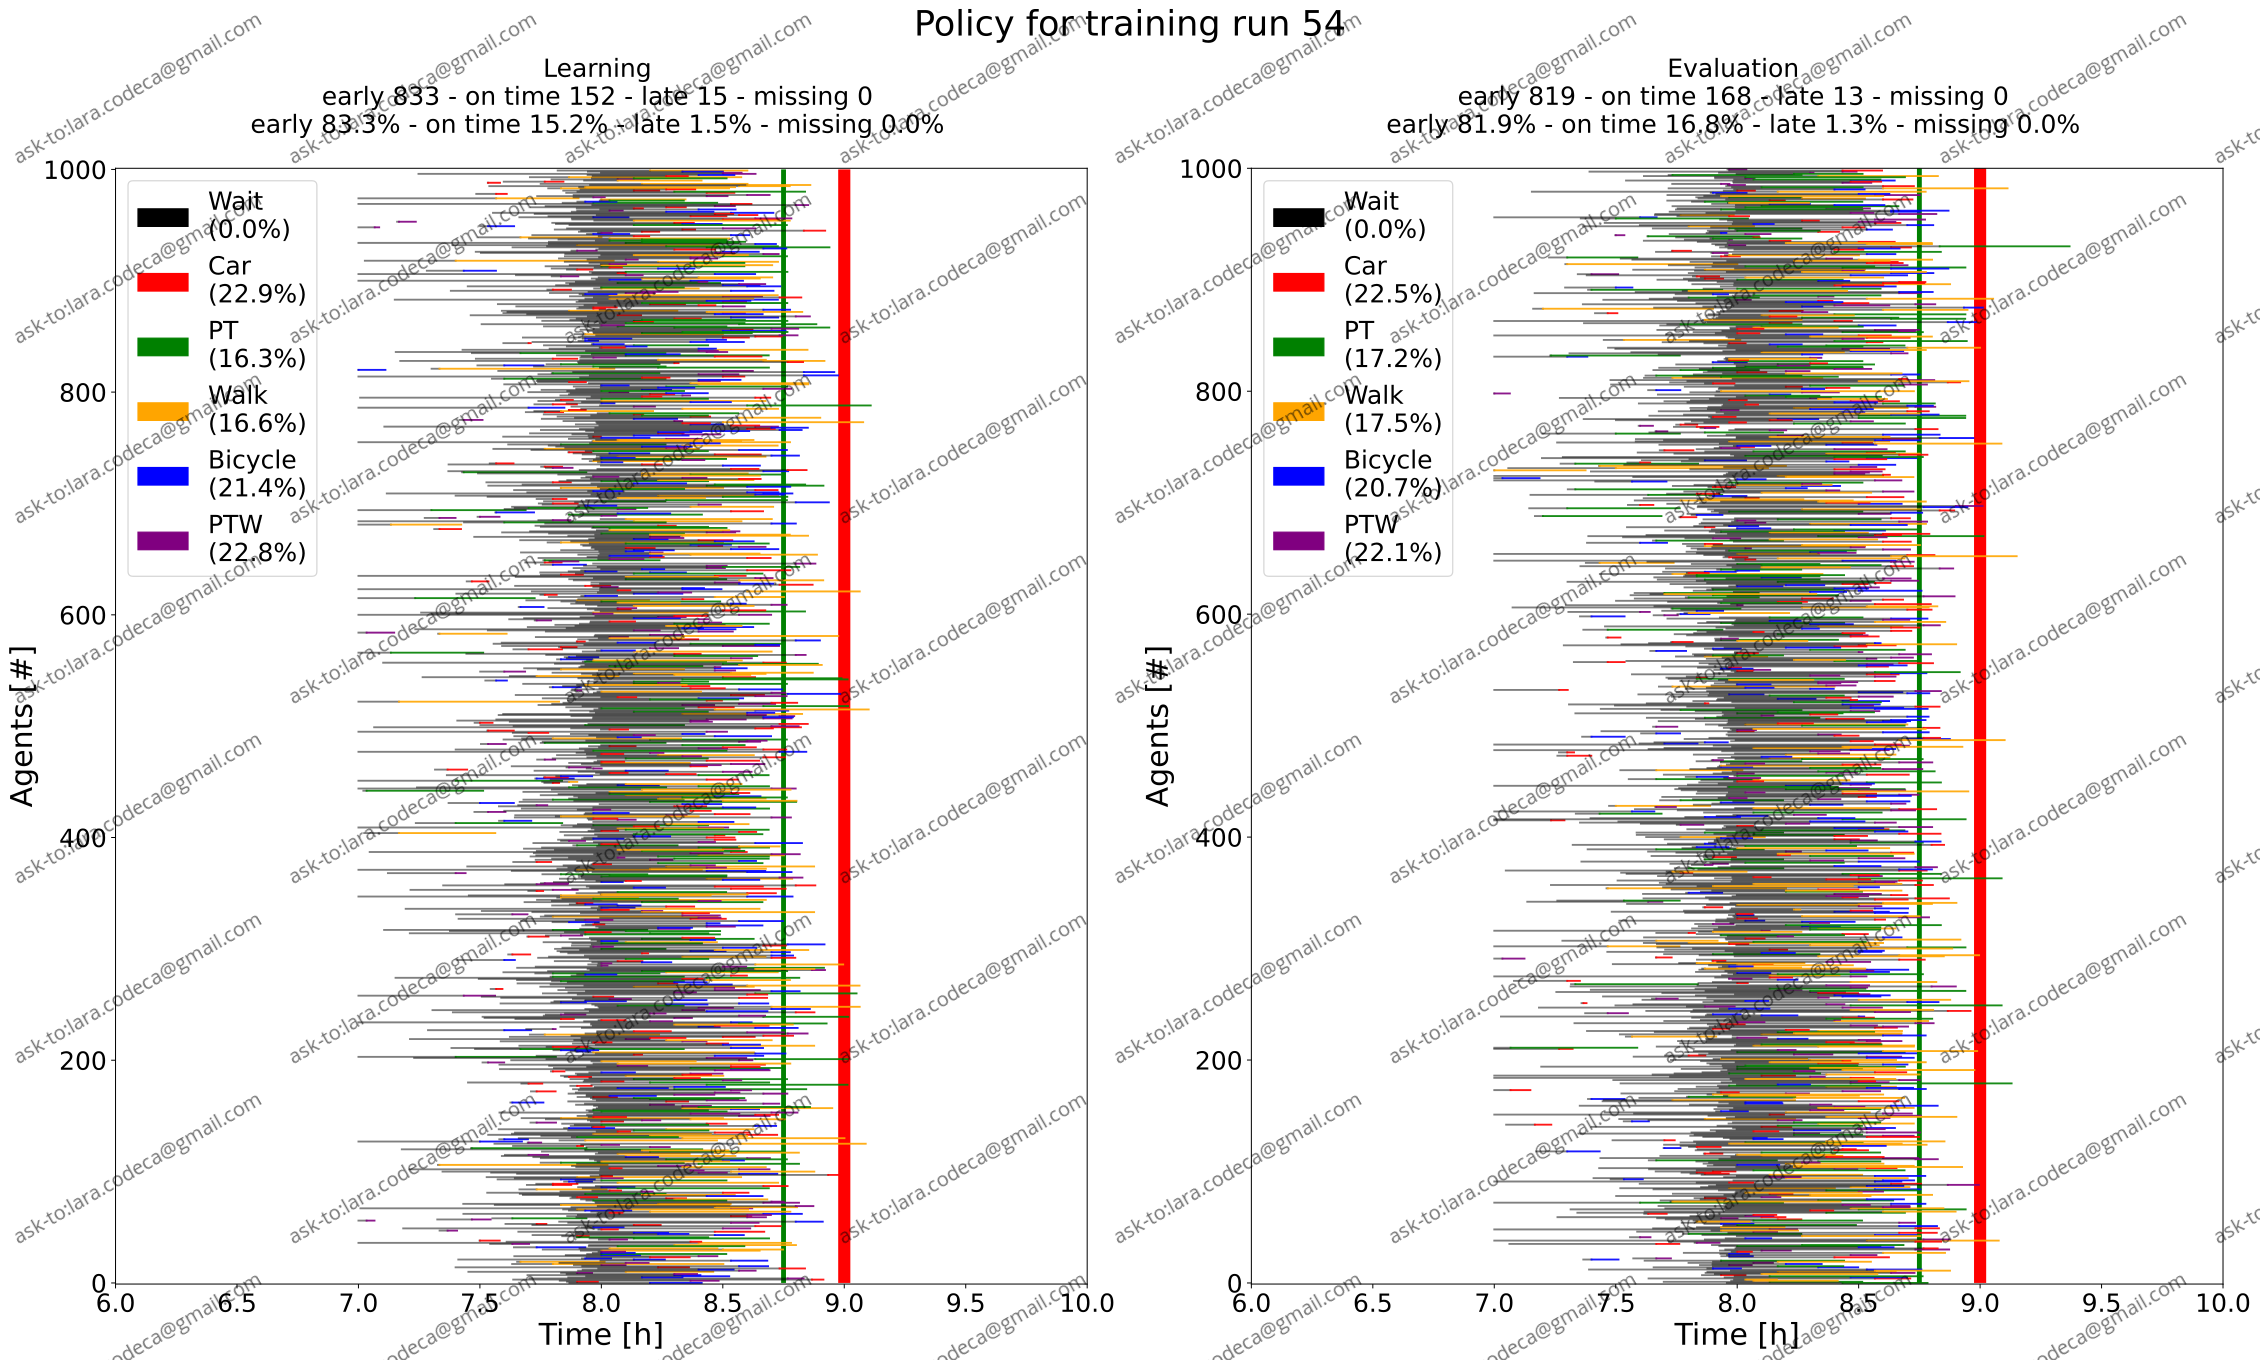 Policy for training run 54
Learning
early 833 - on time 152 - late 15 - missing 0
early 83.3% - on time 15.2% - late 1.5% - missing 0.0%
Wait
(0.0%)
Car
(22.9%)
PT
(16.3%)
Walk
(16.6%)
Bicycle
(21.4%)
PTW
(22.8%)
1000
800
600
400
200
0
Agents [#]
6.0 6.5 7.0 7.5 8.0 8.5 9.0 9.5 10.0
Time [h]
Evaluation
early 819 - on time 168 - late 13 - missing 0
early 81.9% - on time 16.8% - late 1.3% - missing 0.0%
Wait
(0.0%)
Car
(22.5%)
PT
(17.2%)
Walk
(17.5%)
Bicycle
(20.7%)
PTW
(22.1%)
1000
800
600
400
200
0
Agents [#]
6.0 6.5 7.0 7.5 8.0 8.5 9.0 9.5 10.0
Time [h]
ask-to:lara.codeca@gmail.com